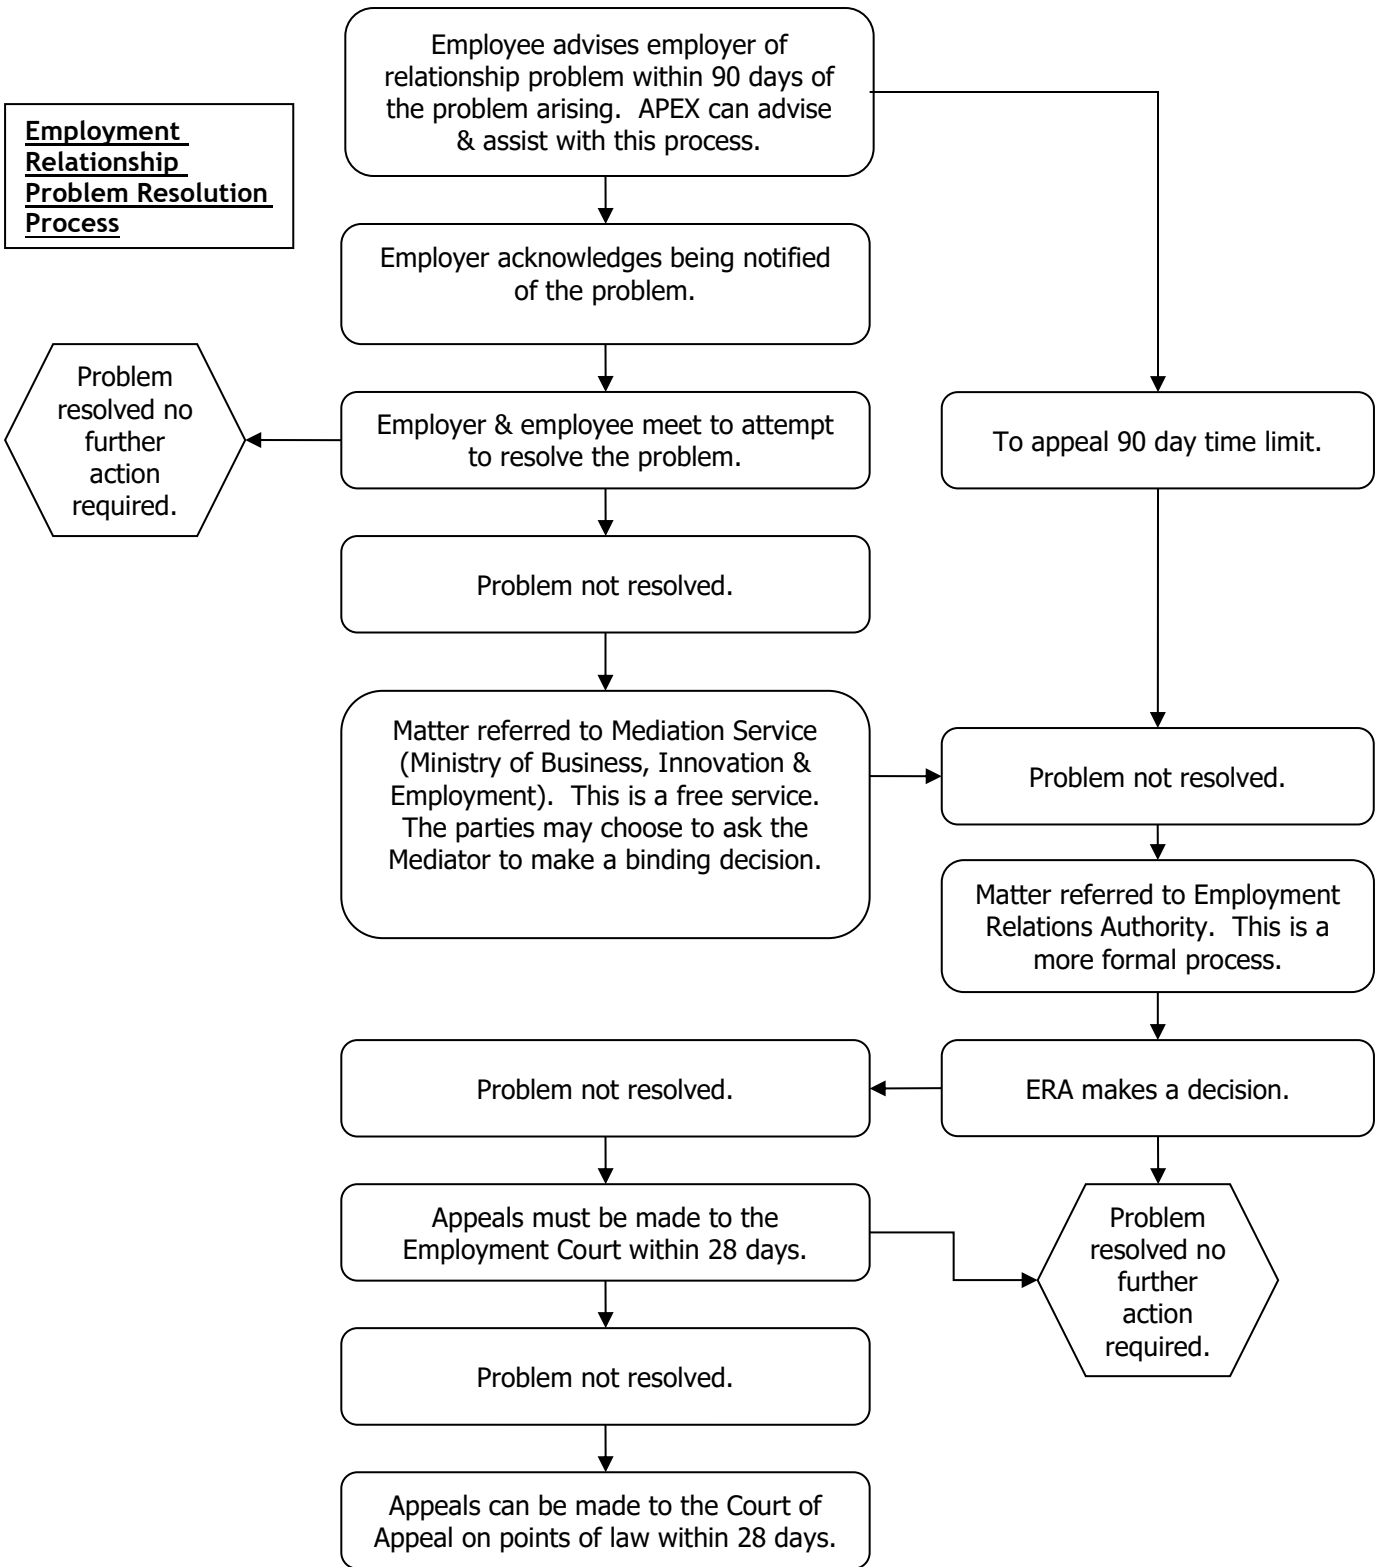 Employee advises employer of
relationship problem within 90 days of
the problem arising.  APEX can advise
& assist with this process.
Employment
Relationship
Problem Resolution
Process
Employer acknowledges being notified
of the problem.
Problem
resolved no
further
action
required.
Employer & employee meet to attempt
to resolve the problem.
To appeal 90 day time limit.
Problem not resolved.
Matter referred to Mediation Service
(Ministry of Business, Innovation &
Employment).  This is a free service.
The parties may choose to ask the
Mediator to make a binding decision.
Problem not resolved.
Matter referred to Employment
Relations Authority.  This is a
more formal process.
ERA makes a decision.
Problem not resolved.
Appeals must be made to the
Employment Court within 28 days.
Problem
resolved no
further
action
required.
Problem not resolved.
Appeals can be made to the Court of
Appeal on points of law within 28 days.